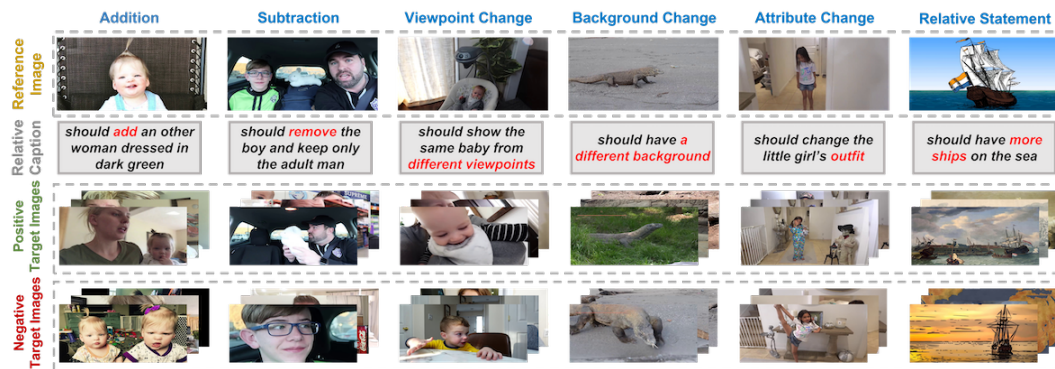 Addition
Subtraction
Viewpoint Change
Background Change
Attribute Change
Relative Statement
Reference
Image
Relative
Caption
should add an other
woman dressed in
dark green
should remove the
boy and keep only
the adult man
should show the
same baby from
different viewpoints
should have a
different background
should change the
little girl's outfit
should have more
ships on the sea
Positive
Target Images
Negative
Target Images